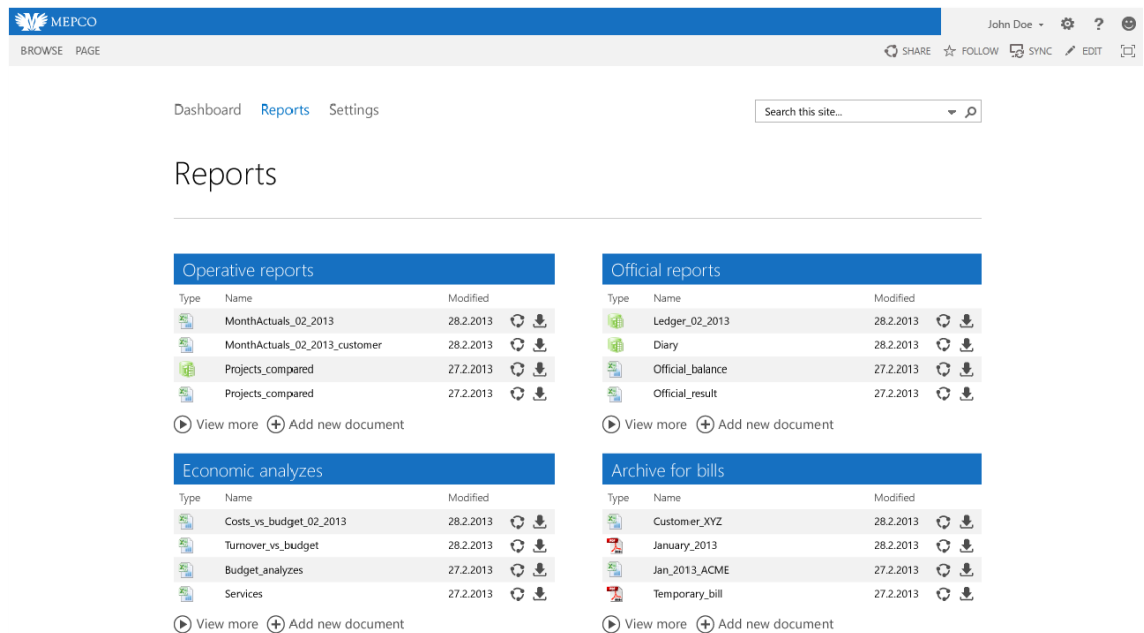 MEPCO
John Doe
?
BROWSE PAGE
SHARE FOLLOW SYNC EDIT
Dashboard Reports Settings
Search this site...
Reports
Operative reports
Type Name Modified
MonthActuals_02_2013 28.2.2013
MonthActuals_02_2013_customer 28.2.2013
Projects_compared 27.2.2013
Projects_compared 27.2.2013
View more Add new document
Official reports
Type Name Modified
Ledger_02_2013 28.2.2013
Diary 28.2.2013
Official_balance 27.2.2013
Official_result 27.2.2013
View more Add new document
Economic analyzes
Type Name Modified
Costs_vs_budget_02_2013 28.2.2013
Turnover_vs_budget 28.2.2013
Budget_analyzes 27.2.2013
Services 27.2.2013
View more Add new document
Archive for bills
Type Name Modified
Customer_XYZ 28.2.2013
January_2013 28.2.2013
Jan_2013_ACME 27.2.2013
Temporary_bill 27.2.2013
View more Add new document